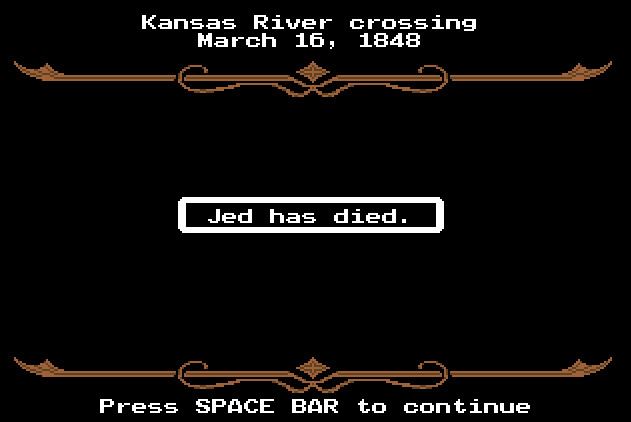 Kansas River crossing
March 16, 1848
Jed has died.
Press SPACE BAR to continue